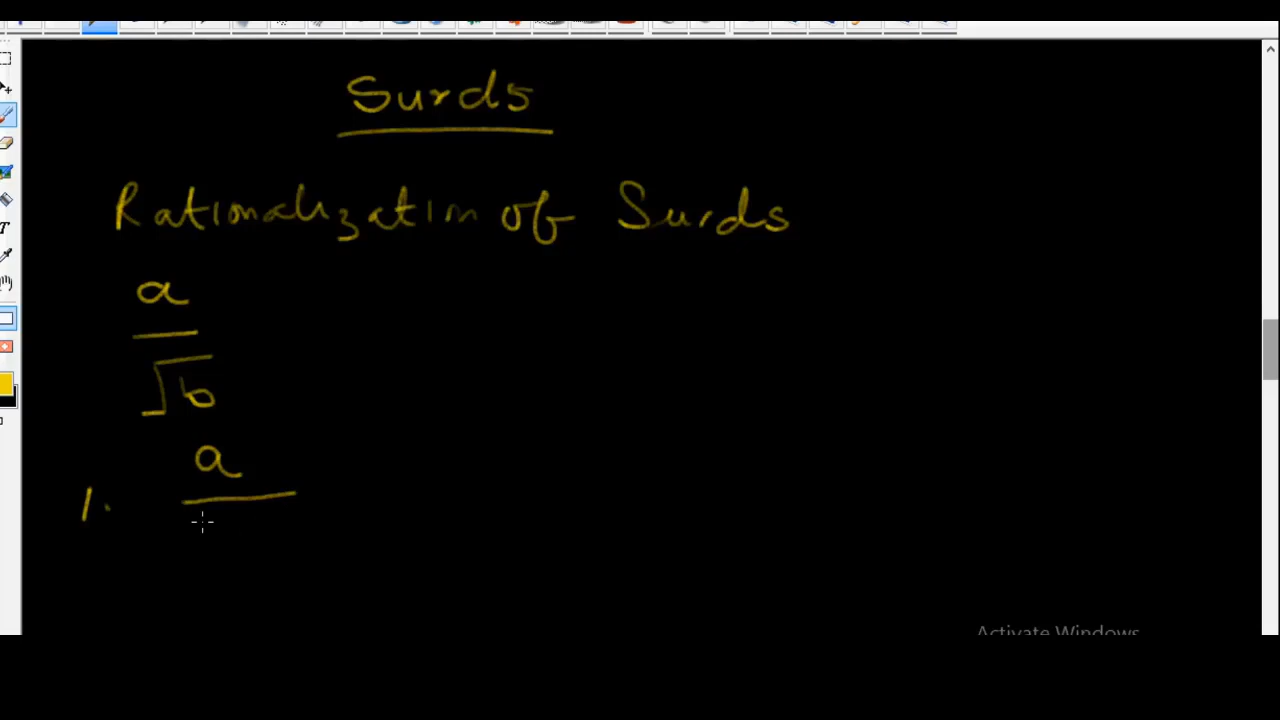 Surds
Rationalization of Surds
a
√b
1. a
Activate Windows